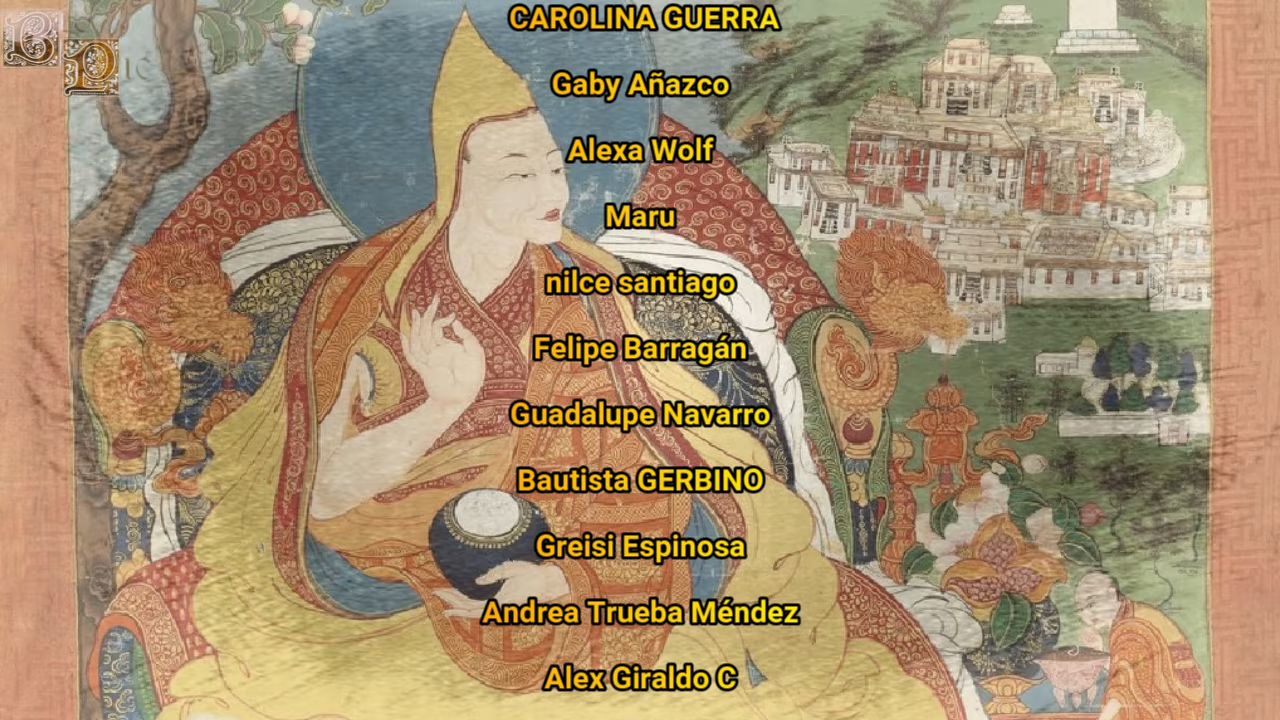 CAROLINA GUERRA
Gaby Añazco
Alexa Wolf
Maru
nilce santiago
Felipe Barragán
Guadalupe Navarro
Bautista GERBINO
Greisi Espinosa
Andrea Trueba Méndez
Alex Giraldo C